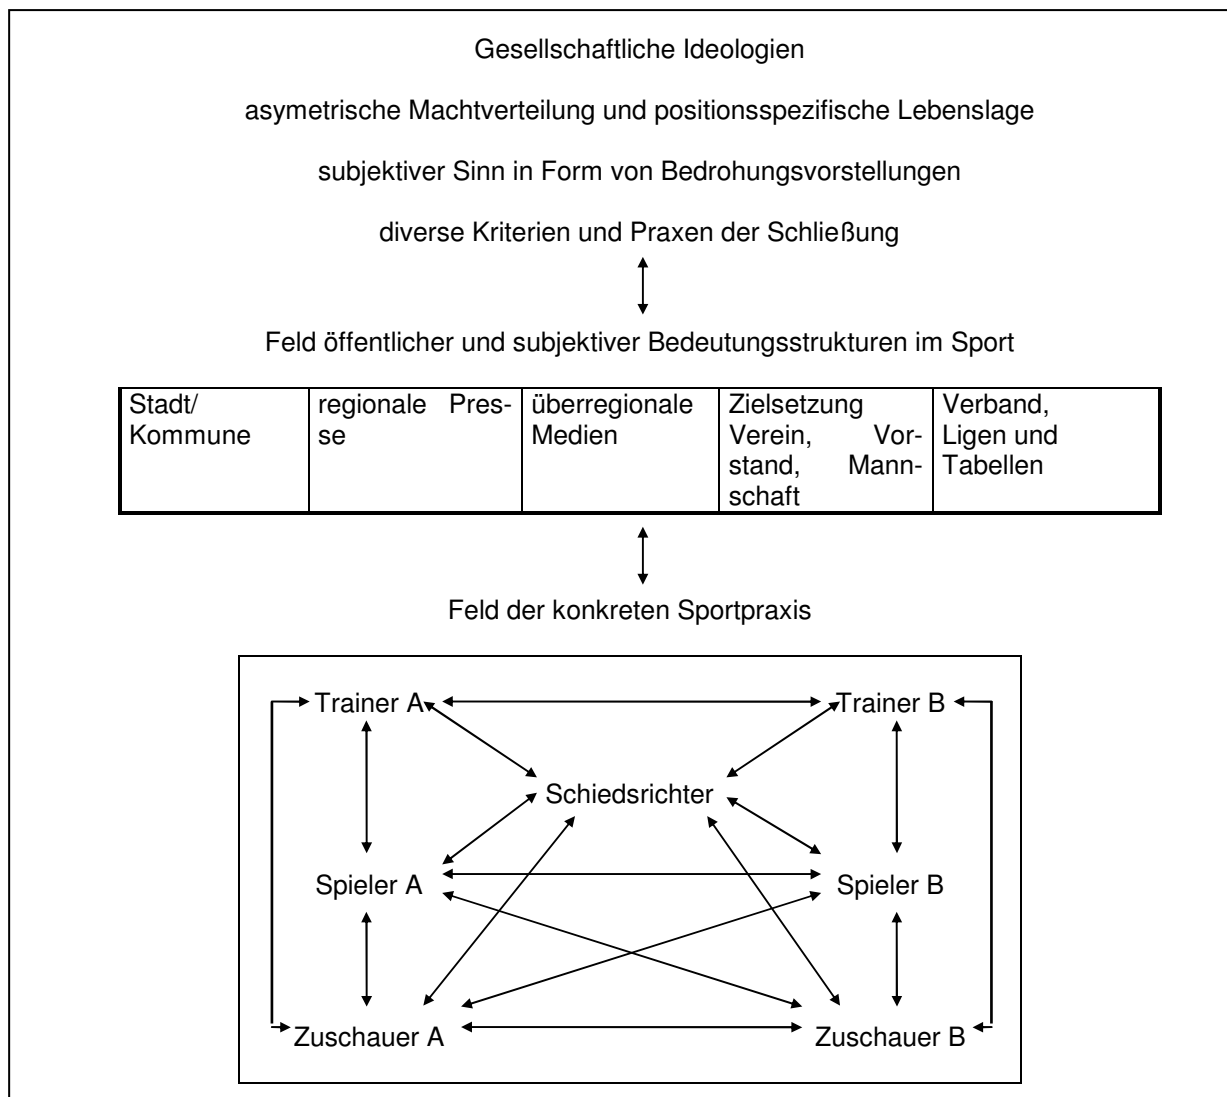 Gesellschaftliche Ideologien
asymetrische Machtverteilung und positionsspezifische Lebenslage
subjektiver Sinn in Form von Bedrohungsvorstellungen
diverse Kriterien und Praxen der Schließung
Feld öffentlicher und subjektiver Bedeutungsstrukturen im Sport
Stadt/
Kommune
regionale Pres-
se
überregionale
Medien
Zielsetzung
Verein, Vor-
stand, Mann-
schaft
Verband,
Ligen und
Tabellen
Feld der konkreten Sportpraxis
Trainer A
Trainer B
Schiedsrichter
Spieler A
Spieler B
Zuschauer A
Zuschauer B